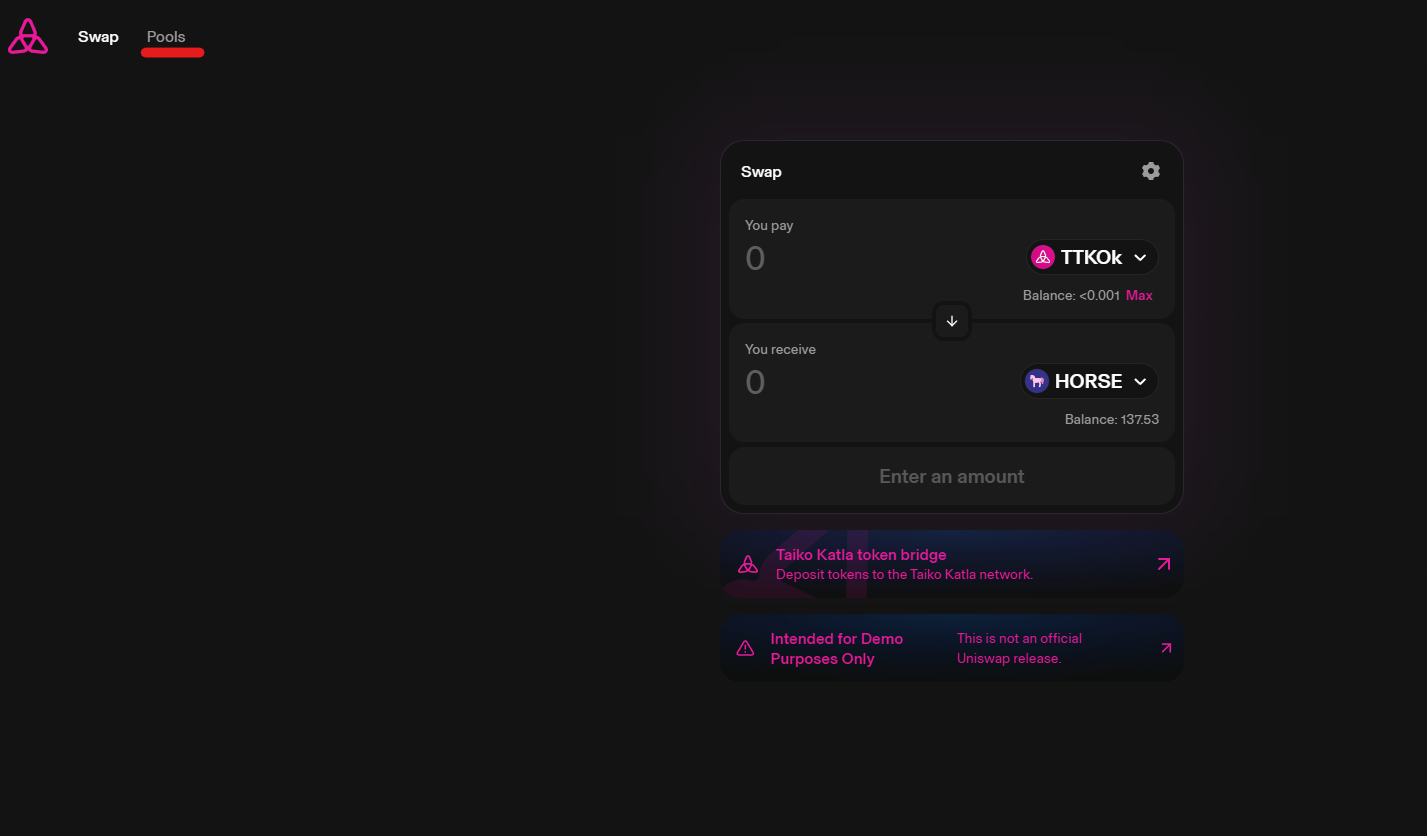 Swap Pools
Swap
You pay
0 TTKOk
Balance: <0.001 Max
You receive
0 HORSE
Balance: 137.53
Enter an amount
Taiko Katla token bridge
Deposit tokens to the Taiko Katla network.
Intended for Demo This is not an official
Purposes Only Uniswap release.